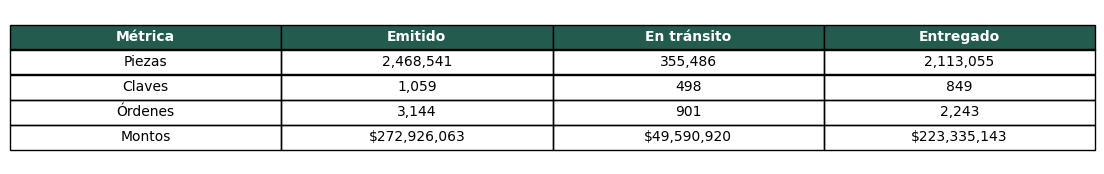 Métrica Emitido En tránsito Entregado
Piezas 2,468,541 355,486 2,113,055
Claves 1,059 498 849
Órdenes 3,144 901 2,243
Montos $272,926,063 $49,590,920 $223,335,143